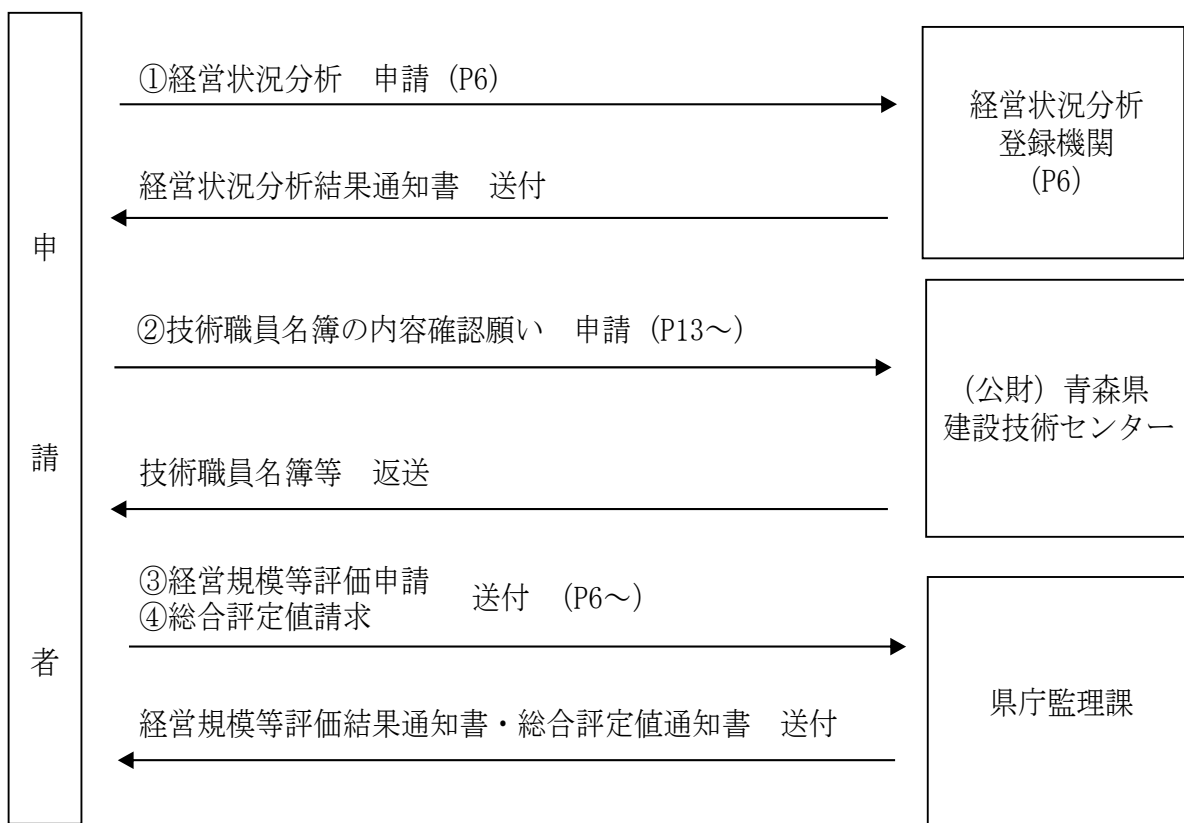 申請者
①経営状況分析　申請 (P6)
経営状況分析
登録機関
(P6)
経営状況分析結果通知書　送付
②技術職員名簿の内容確認願い　申請 (P13～)
（公財）青森県
建設技術センター
技術職員名簿等　返送
③経営規模等評価申請
④総合評定値請求
送付　(P6～)
県庁監理課
経営規模等評価結果通知書・総合評定値通知書　送付